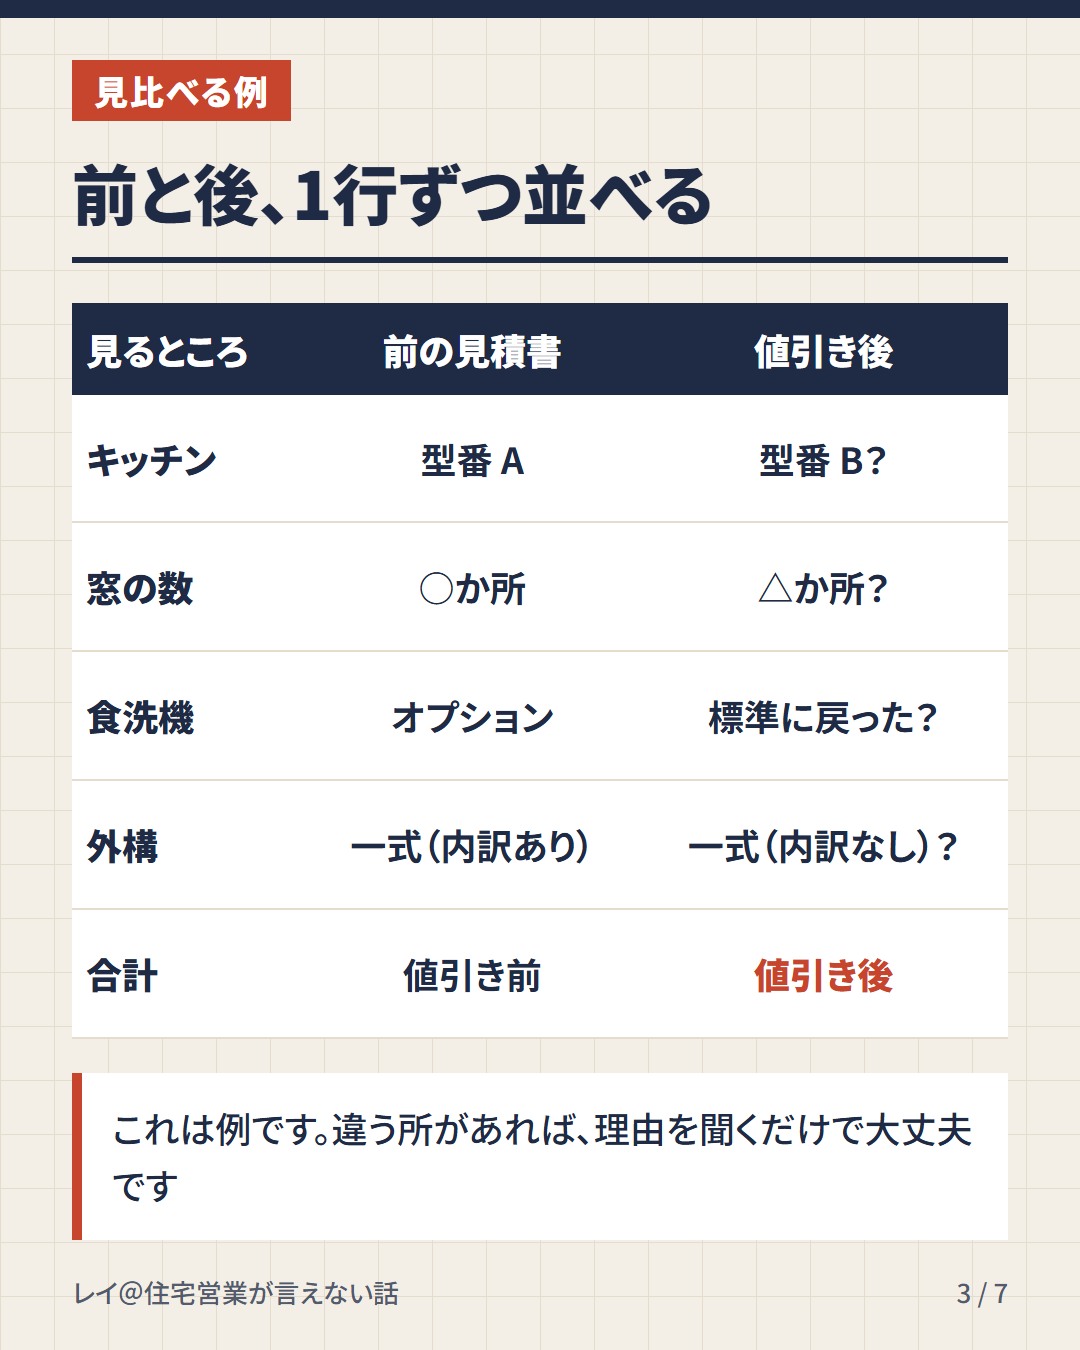 見比べる例
前と後、1行ずつ並べる
見るところ 前の見積書 値引き後
キッチン 型番 A 型番 B？
窓の数 ◯か所 △か所？
食洗機 オプション 標準に戻った？
外構 一式（内訳あり） 一式（内訳なし）？
合計 値引き前 値引き後
これは例です。違う所があれば、理由を聞くだけで大丈夫
です
レイ@住宅営業が言えない話 3 / 7